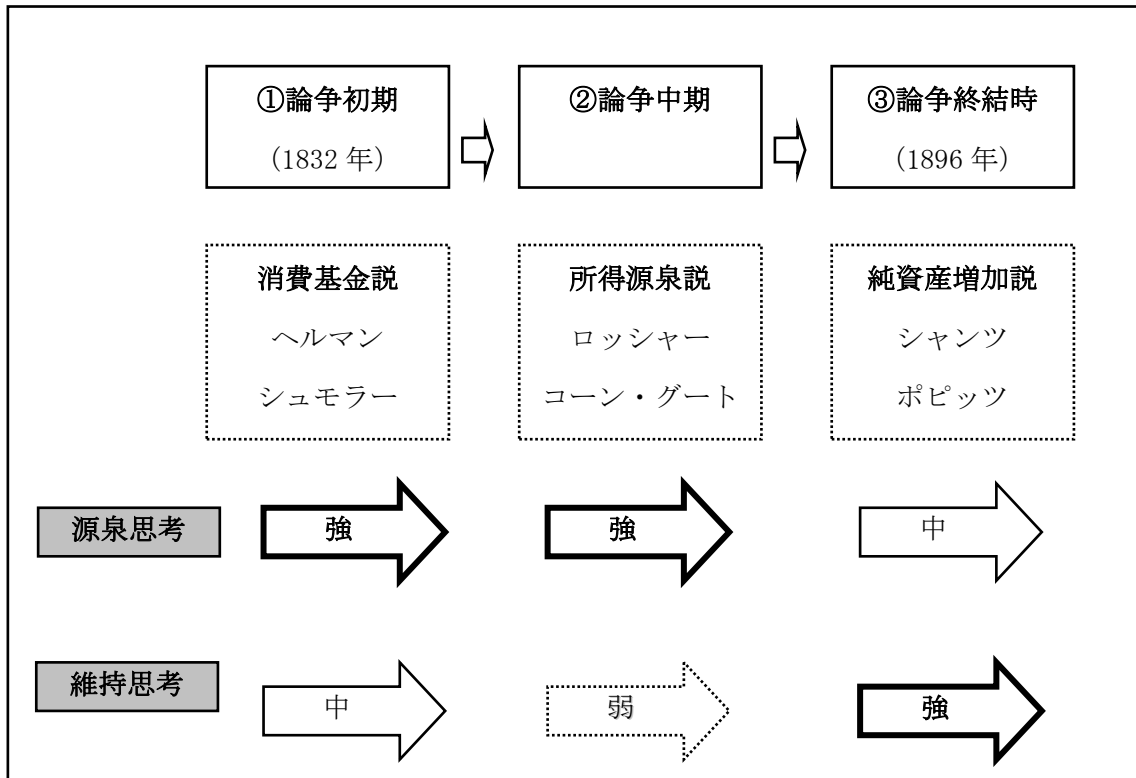 ①論争初期
(1832 年)
②論争中期
③論争終結時
(1896 年)
消費基金説
ヘルマン
シュモラー
所得源泉説
ロッシャー
コーン・グート
純資産増加説
シャンツ
ポピッツ
源泉思考
強
強
中
維持思考
中
弱
強